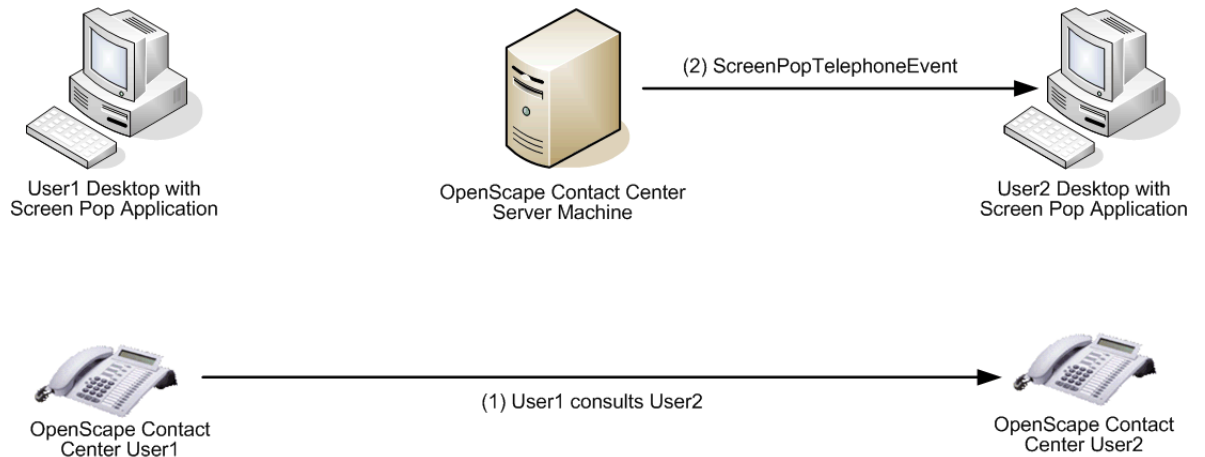 (2) ScreenPopTelephoneEvent
User1 Desktop with
Screen Pop Application
OpenScape Contact Center
Server Machine
User2 Desktop with
Screen Pop Application
(1) User1 consults User2
OpenScape Contact
Center User1
OpenScape Contact
Center User2